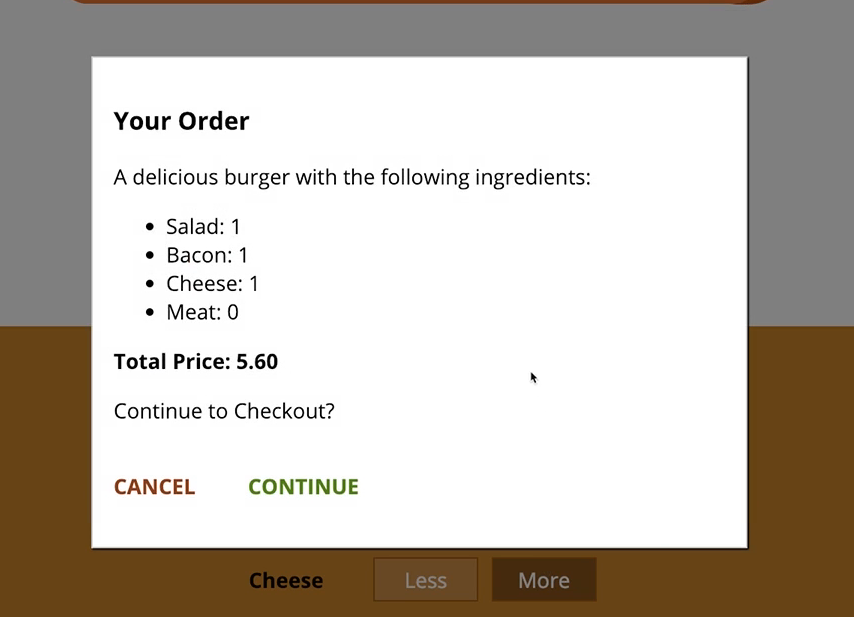 Your Order
A delicious burger with the following ingredients:
Salad: 1
Bacon: 1
Cheese: 1
Meat: 0
Total Price: 5.60
Continue to Checkout?
CANCEL CONTINUE
Cheese Less More